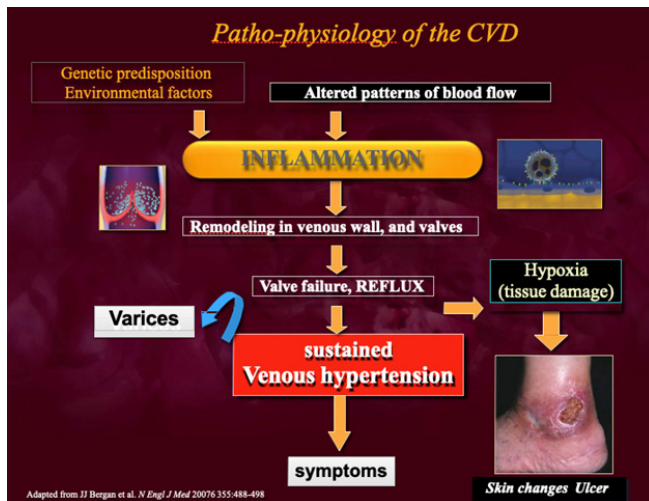 Patho-physiology of the CVD
Genetic predisposition
Environmental factors
Altered patterns of blood flow
INFLAMMATION
Remodeling in venous wall, and valves
Valve failure, REFLUX
Hypoxia
(tissue damage)
Varices
sustained
Venous hypertension
symptoms
Skin changes Ulcer
Adapted from JJ Bergan et al. N Engl J Med 20076 355:488-498